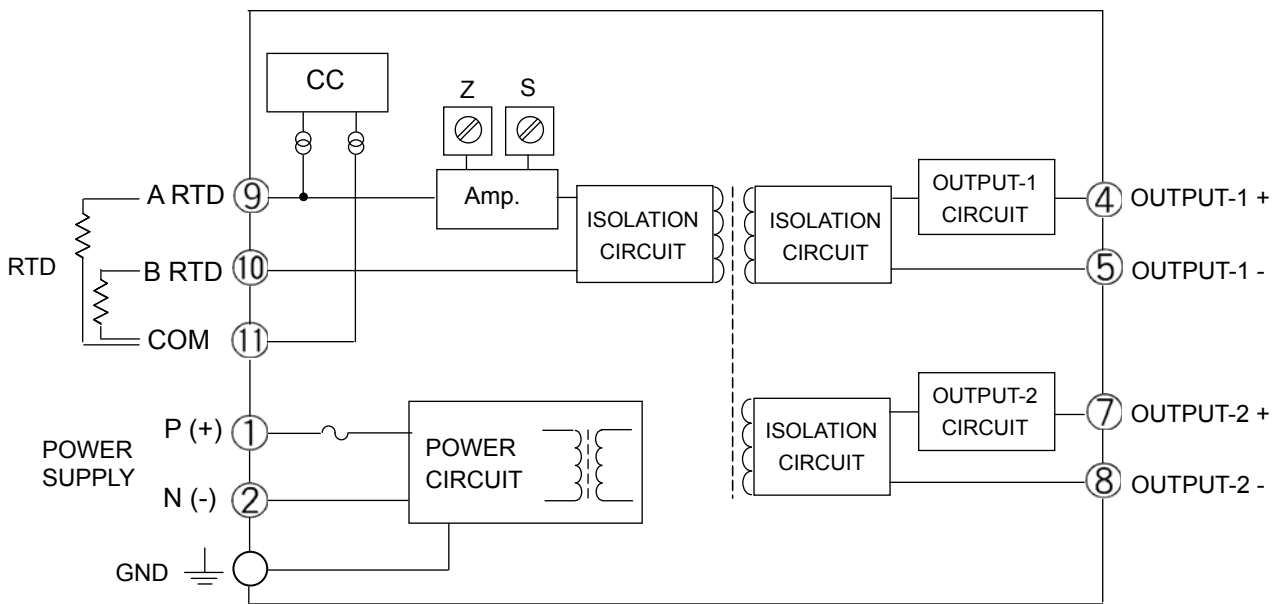 CC
Z
S
A RTD
9
Amp.
ISOLATION
CIRCUIT
ISOLATION
CIRCUIT
OUTPUT-1
CIRCUIT
4
OUTPUT-1 +
RTD
B RTD
10
5
OUTPUT-1 -
COM
11
POWER
SUPPLY
P (+)
1
POWER
CIRCUIT
ISOLATION
CIRCUIT
OUTPUT-2
CIRCUIT
7
OUTPUT-2 +
N (-)
2
8
OUTPUT-2 -
GND